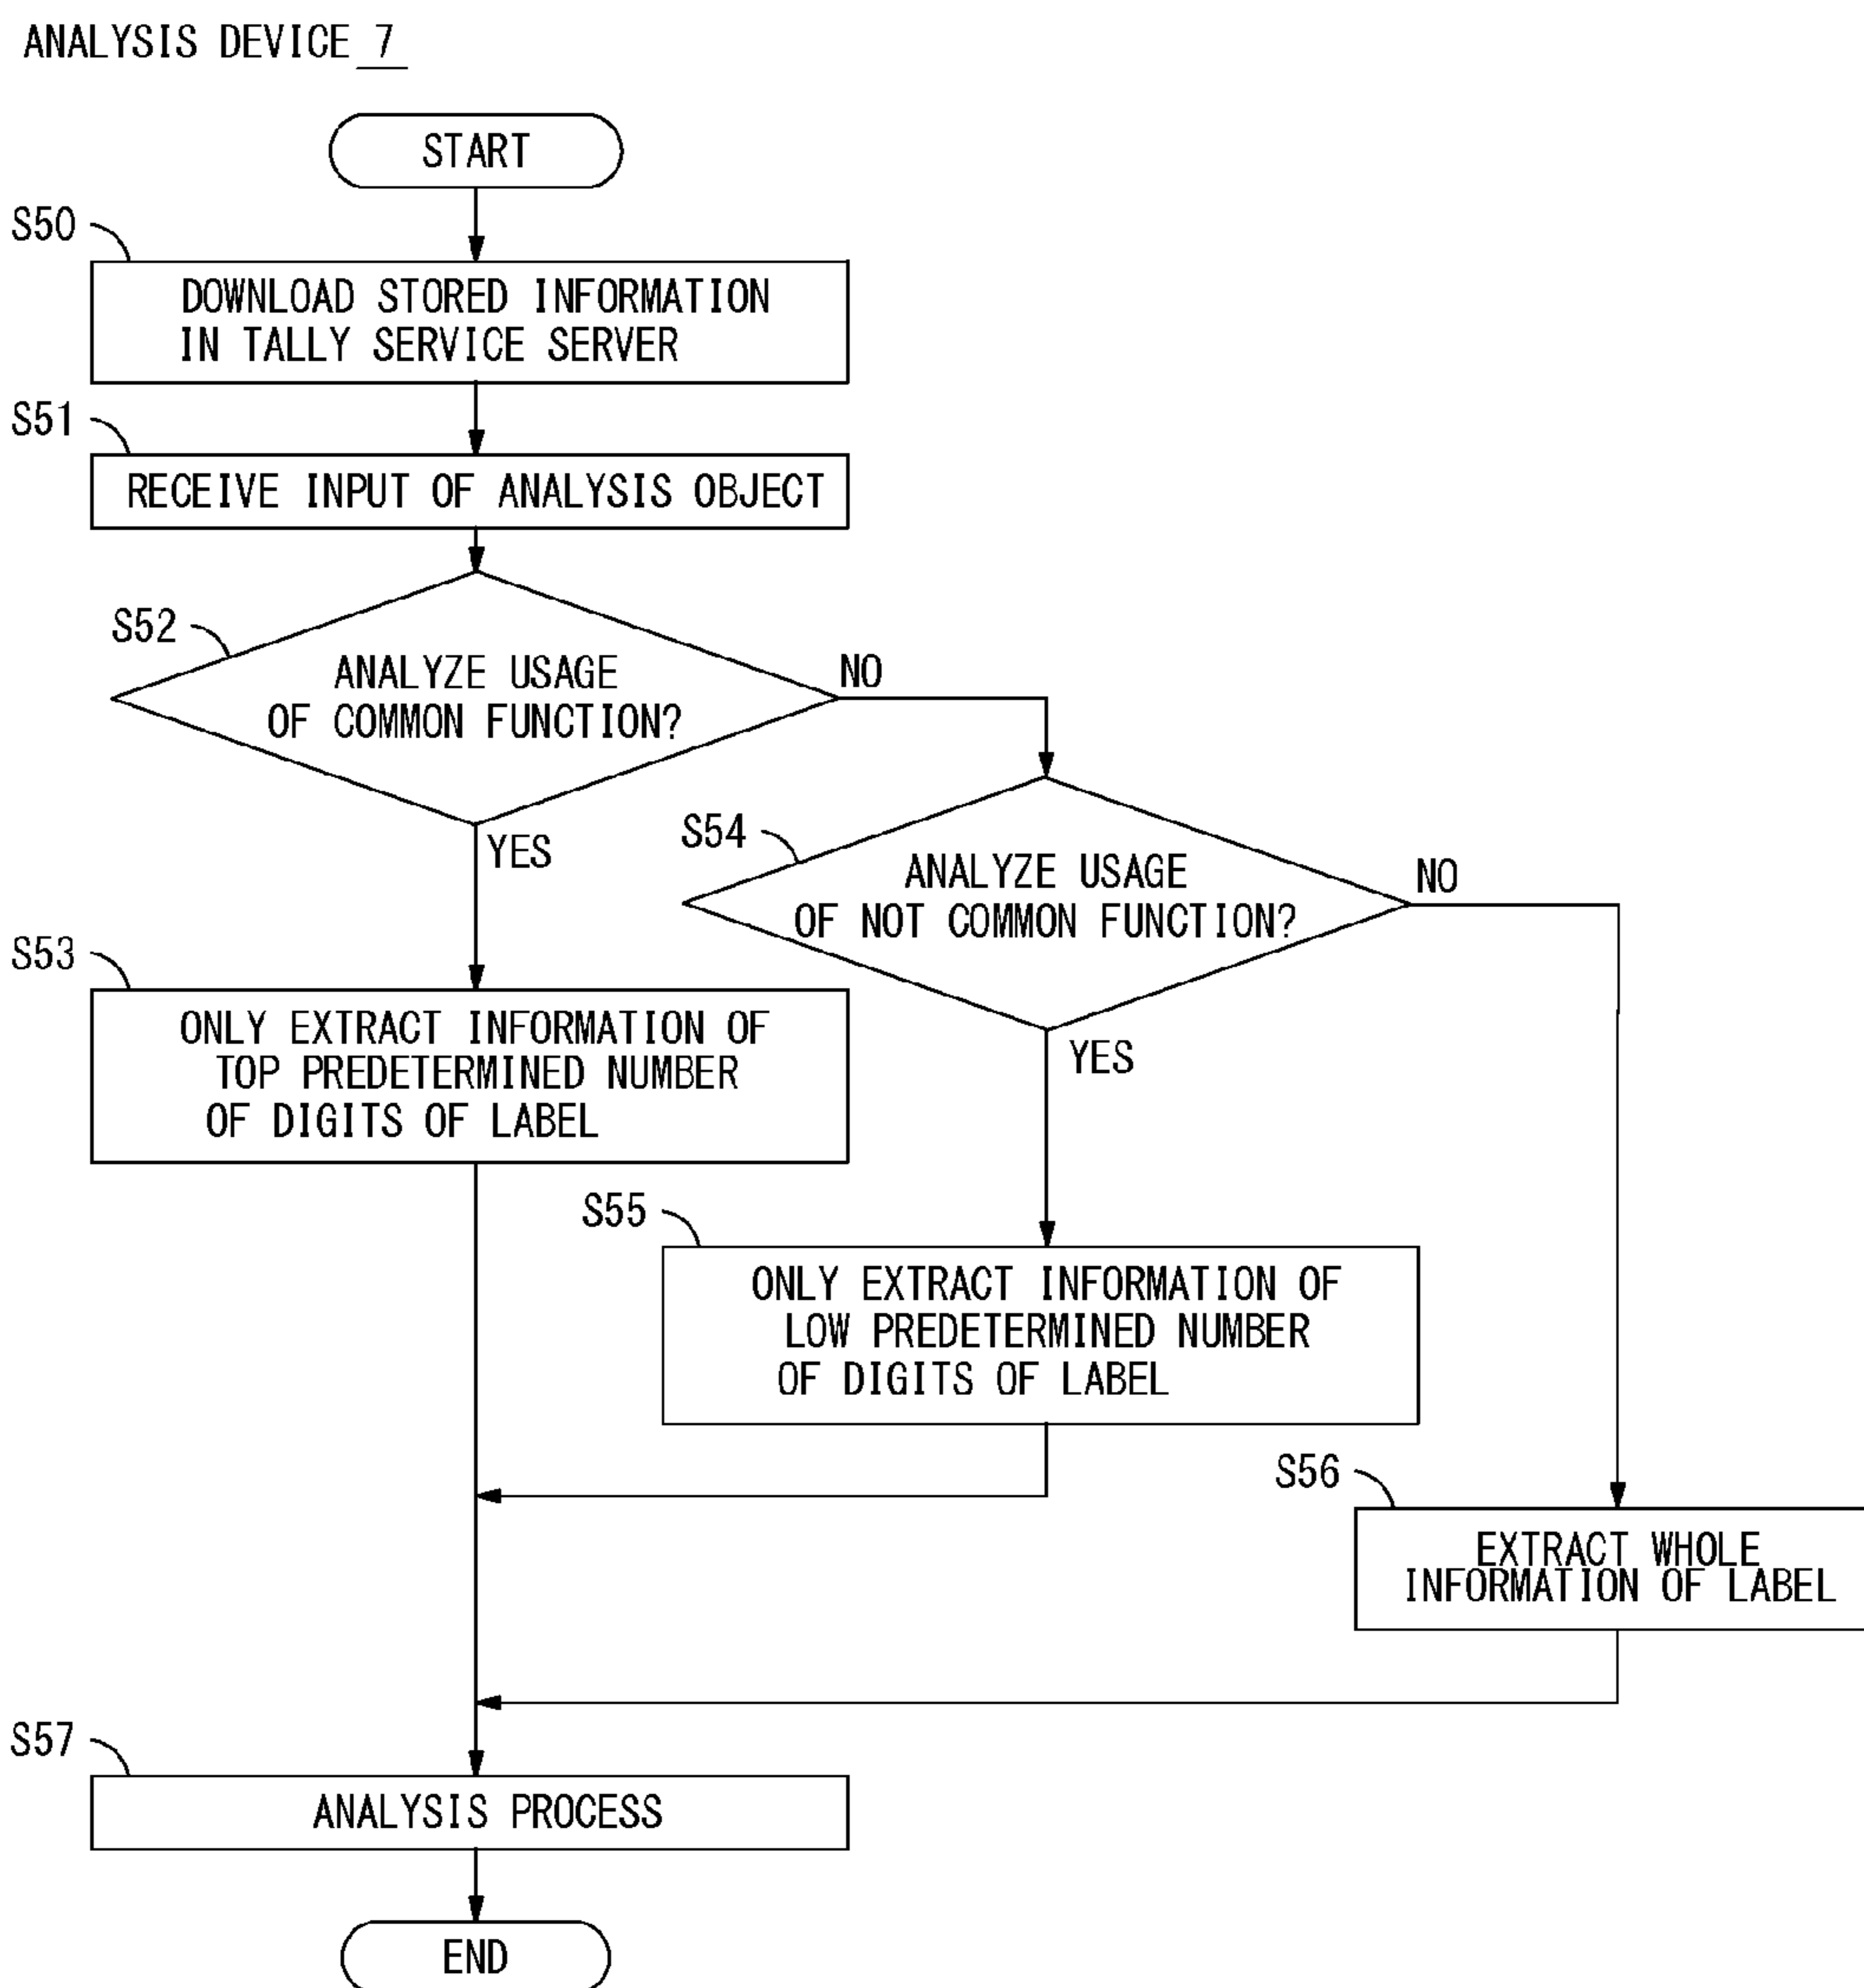 ANALYSIS DEVICE 7
START
S50
DOWNLOAD STORED INFORMATION
IN TALLY SERVICE SERVER
S51
RECEIVE INPUT OF ANALYSIS OBJECT
S52
ANALYZE USAGE
OF COMMON FUNCTION?
NO
YES
S54
ANALYZE USAGE
OF NOT COMMON FUNCTION?
NO
YES
S53
ONLY EXTRACT INFORMATION OF
TOP PREDETERMINED NUMBER
OF DIGITS OF LABEL
S55
ONLY EXTRACT INFORMATION OF
LOW PREDETERMINED NUMBER
OF DIGITS OF LABEL
S56
EXTRACT WHOLE
INFORMATION OF LABEL
S57
ANALYSIS PROCESS
END